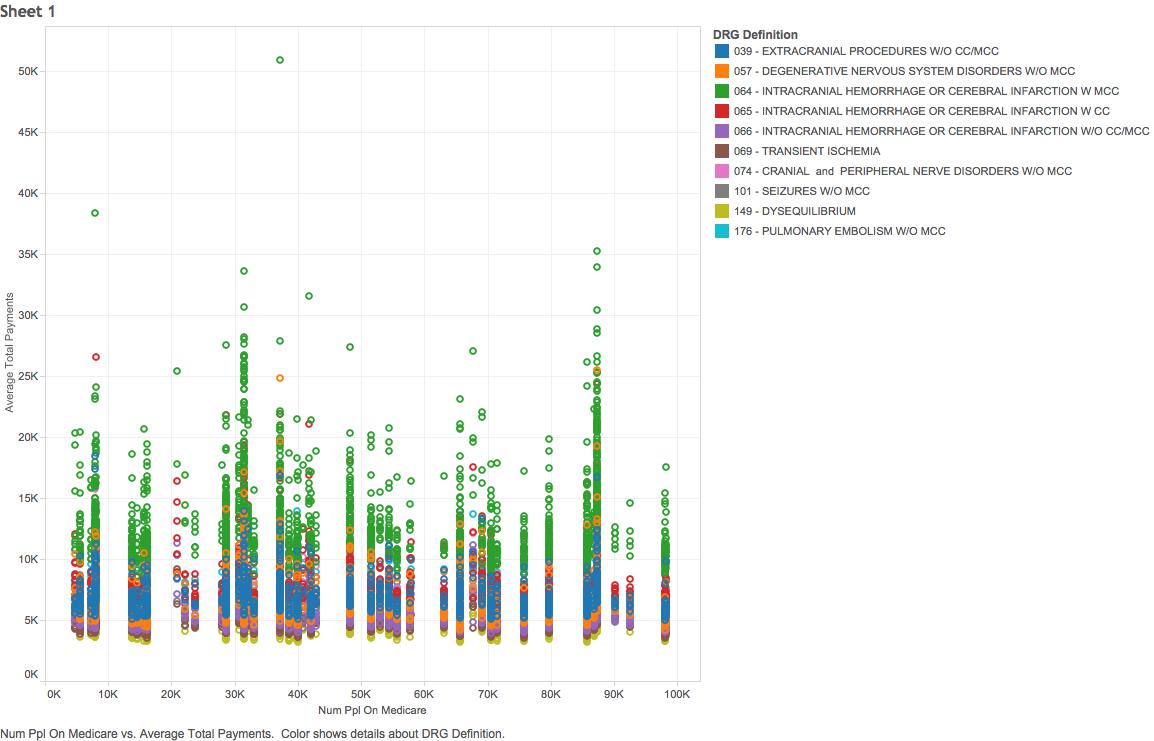 Sheet 1
50K
45K
40K
35K
30K
25K
20K
15K
10K
5K
0K
Average Total Payments
0K 10K 20K 30K 40K 50K 60K 70K 80K 90K 100K
Num Ppl On Medicare
DRG Definition
039 - EXTRACRANIAL PROCEDURES W/O CC/MCC
057 - DEGENERATIVE NERVOUS SYSTEM DISORDERS W/O MCC
064 - INTRACRANIAL HEMORRHAGE OR CEREBRAL INFARCTION W MCC
065 - INTRACRANIAL HEMORRHAGE OR CEREBRAL INFARCTION W CC
066 - INTRACRANIAL HEMORRHAGE OR CEREBRAL INFARCTION W/O CC/MCC
069 - TRANSIENT ISCHEMIA
074 - CRANIAL and PERIPHERAL NERVE DISORDERS W/O MCC
101 - SEIZURES W/O MCC
149 - DYSEQUILIBRIUM
176 - PULMONARY EMBOLISM W/O MCC
Num Ppl On Medicare vs. Average Total Payments. Color shows details about DRG Definition.